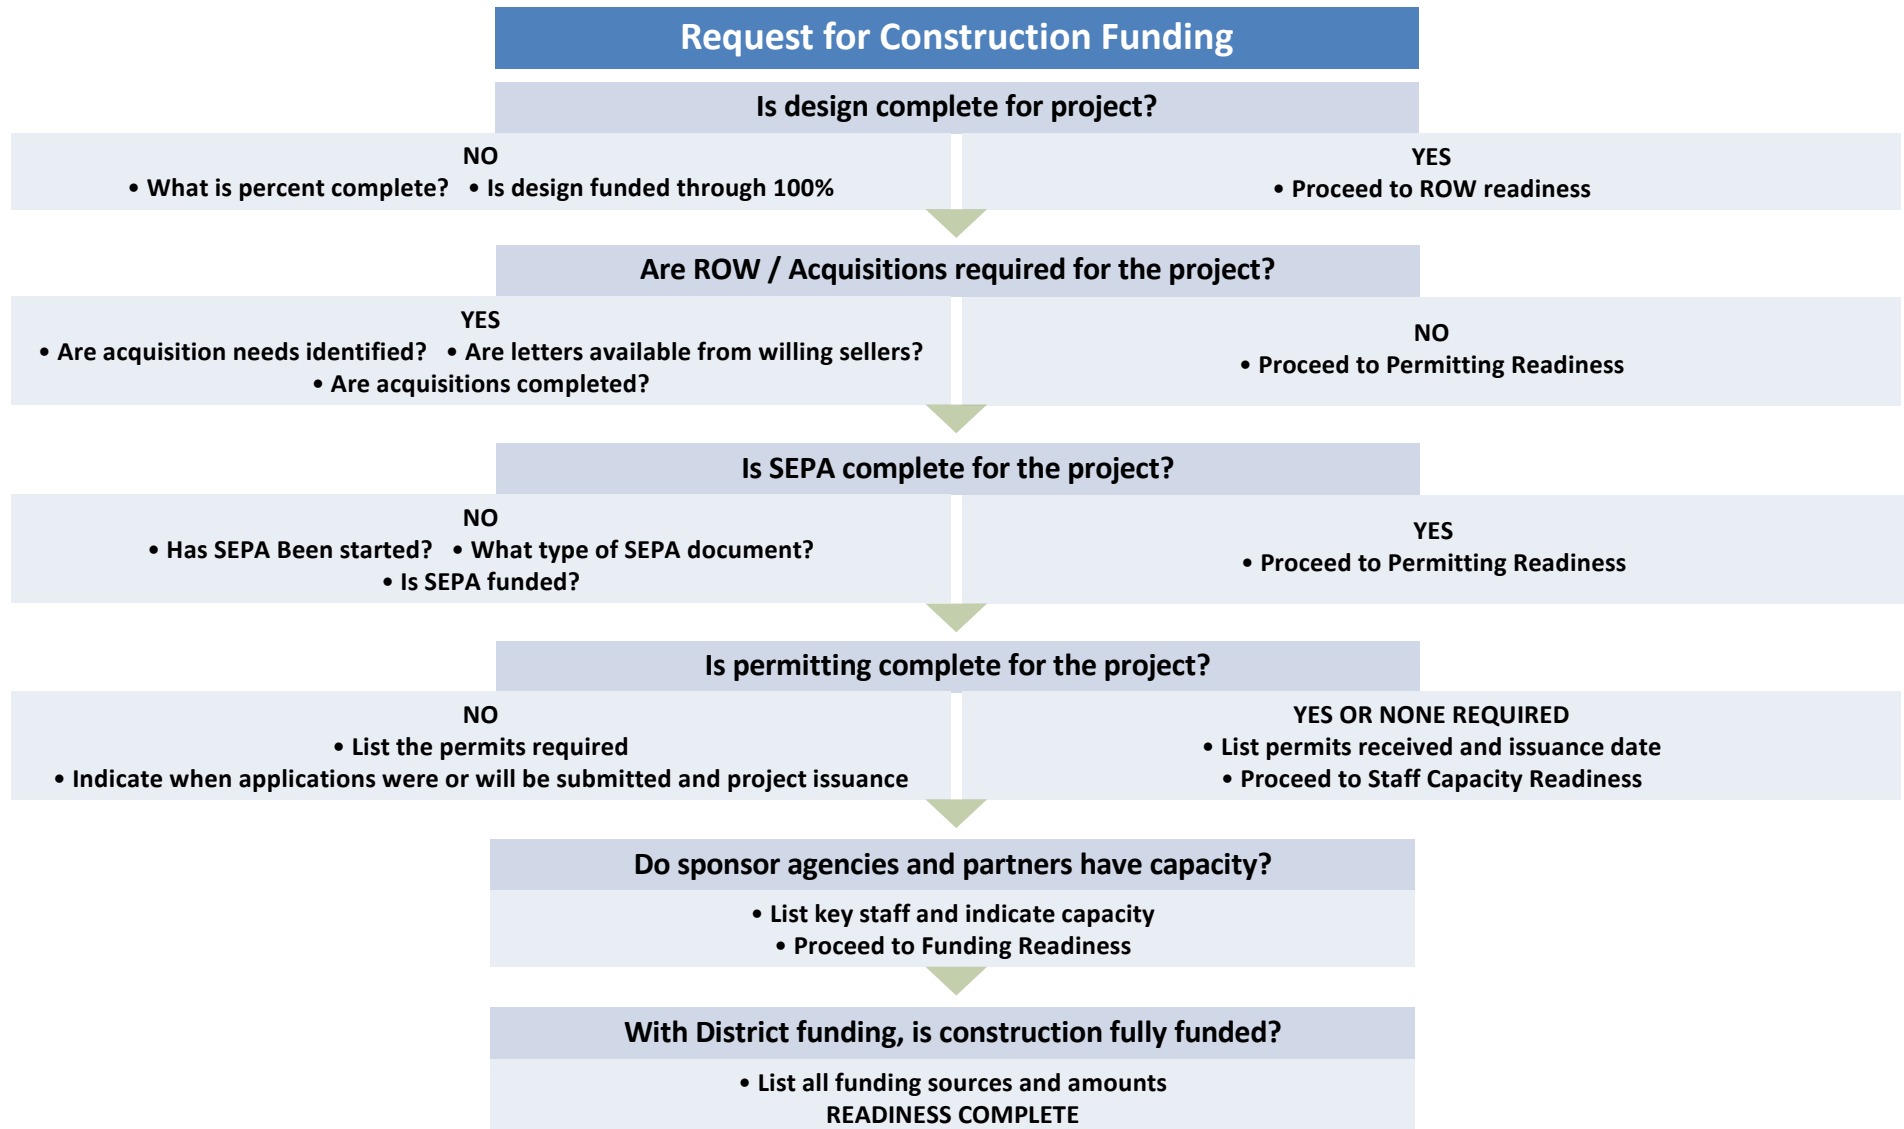 Request for Construction Funding
Is design complete for project?
NO
• What is percent complete? • Is design funded through 100%
YES
• Proceed to ROW readiness
Are ROW / Acquisitions required for the project?
YES
• Are acquisition needs identified? • Are letters available from willing sellers?
• Are acquisitions completed?
NO
• Proceed to Permitting Readiness
Is SEPA complete for the project?
NO
• Has SEPA Been started? • What type of SEPA document?
• Is SEPA funded?
YES
• Proceed to Permitting Readiness
Is permitting complete for the project?
NO
• List the permits required
• Indicate when applications were or will be submitted and project issuance
YES OR NONE REQUIRED
• List permits received and issuance date
• Proceed to Staff Capacity Readiness
Do sponsor agencies and partners have capacity?
• List key staff and indicate capacity
• Proceed to Funding Readiness
With District funding, is construction fully funded?
• List all funding sources and amounts
READINESS COMPLETE